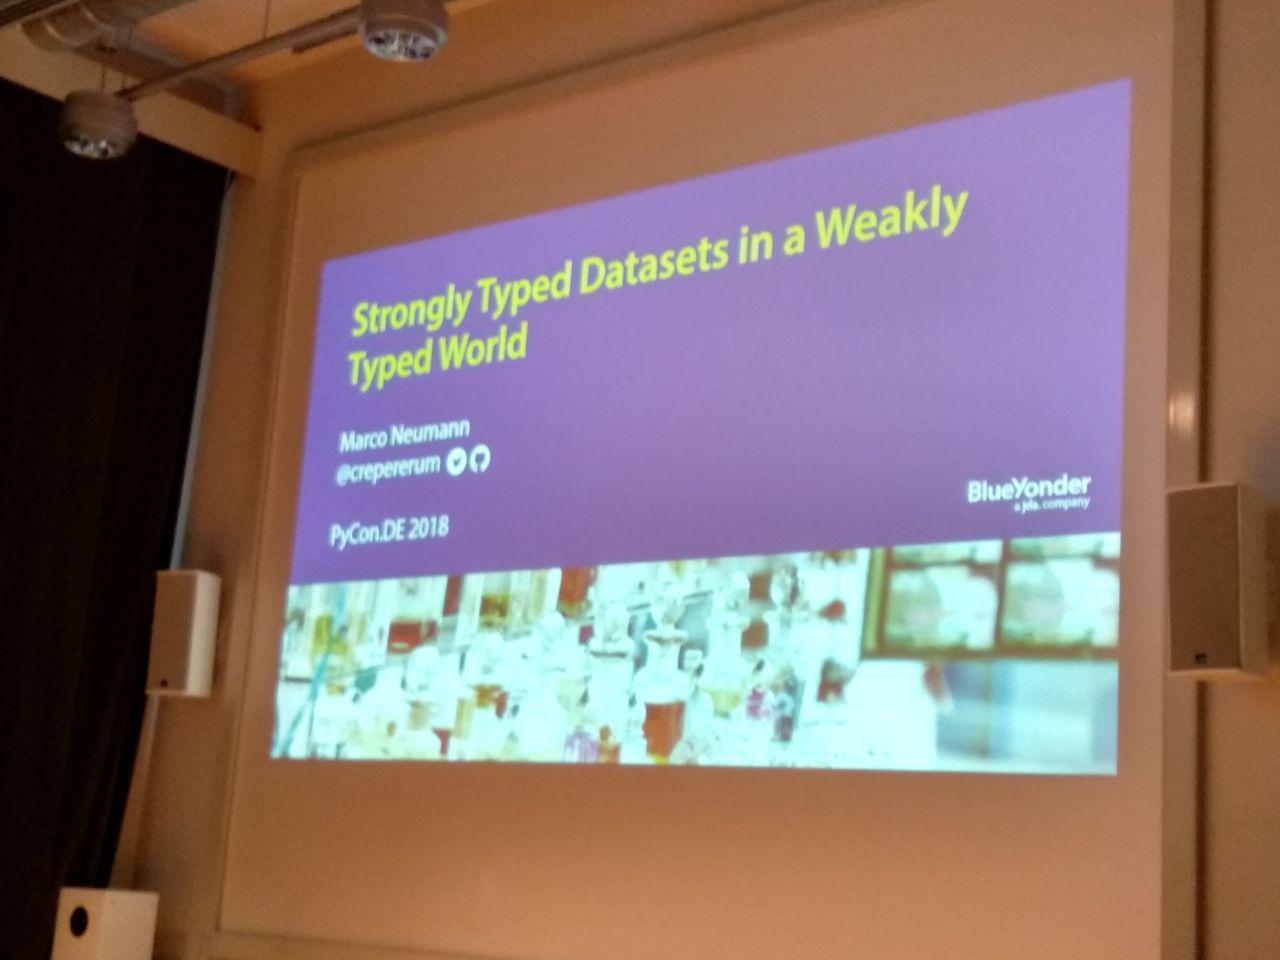 Strongly Typed Datasets in a Weakly
Typed World
Marco Neumann
@crepererum
PyCon.DE 2018
BlueYonder
a jda. company